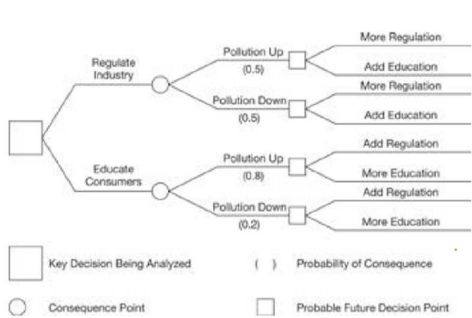 More Regulation
Pollution Up
Regulate
Industry
(0.5)
Add Education
More Regulation
Pollution Down
(0.5)
Add Education
Add Regulation
Pollution Up
Educate
Consumers
(0.8)
More Education
Add Regulation
Pollution Down
(0.2)
More Education
Key Decision Being Analyzed
( ) Probability of Consequence
Consequence Point
Probable Future Decision Point